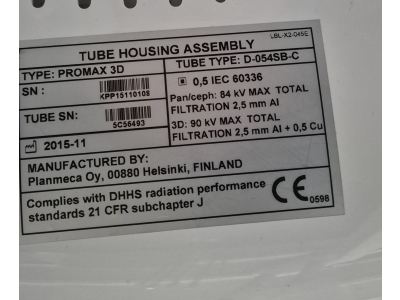 LBL-X2-045E
TUBE HOUSING ASSEMBLY
TYPE: PROMAX 3D
TUBE TYPE: D-054SB-C
SN :
KPP15110108
0,5 IEC 60336
Pan/ceph: 84 kV MAX TOTAL
FILTRATION 2,5 mm Al
TUBE SN:
5C56493
3D: 90 kV MAX TOTAL
FILTRATION 2,5 mm Al + 0,5 Cu
2015-11
MANUFACTURED BY:
Planmeca Oy, 00880 Helsinki, FINLAND
Complies with DHHS radiation performance
standards 21 CFR subchapter J
CE 0598